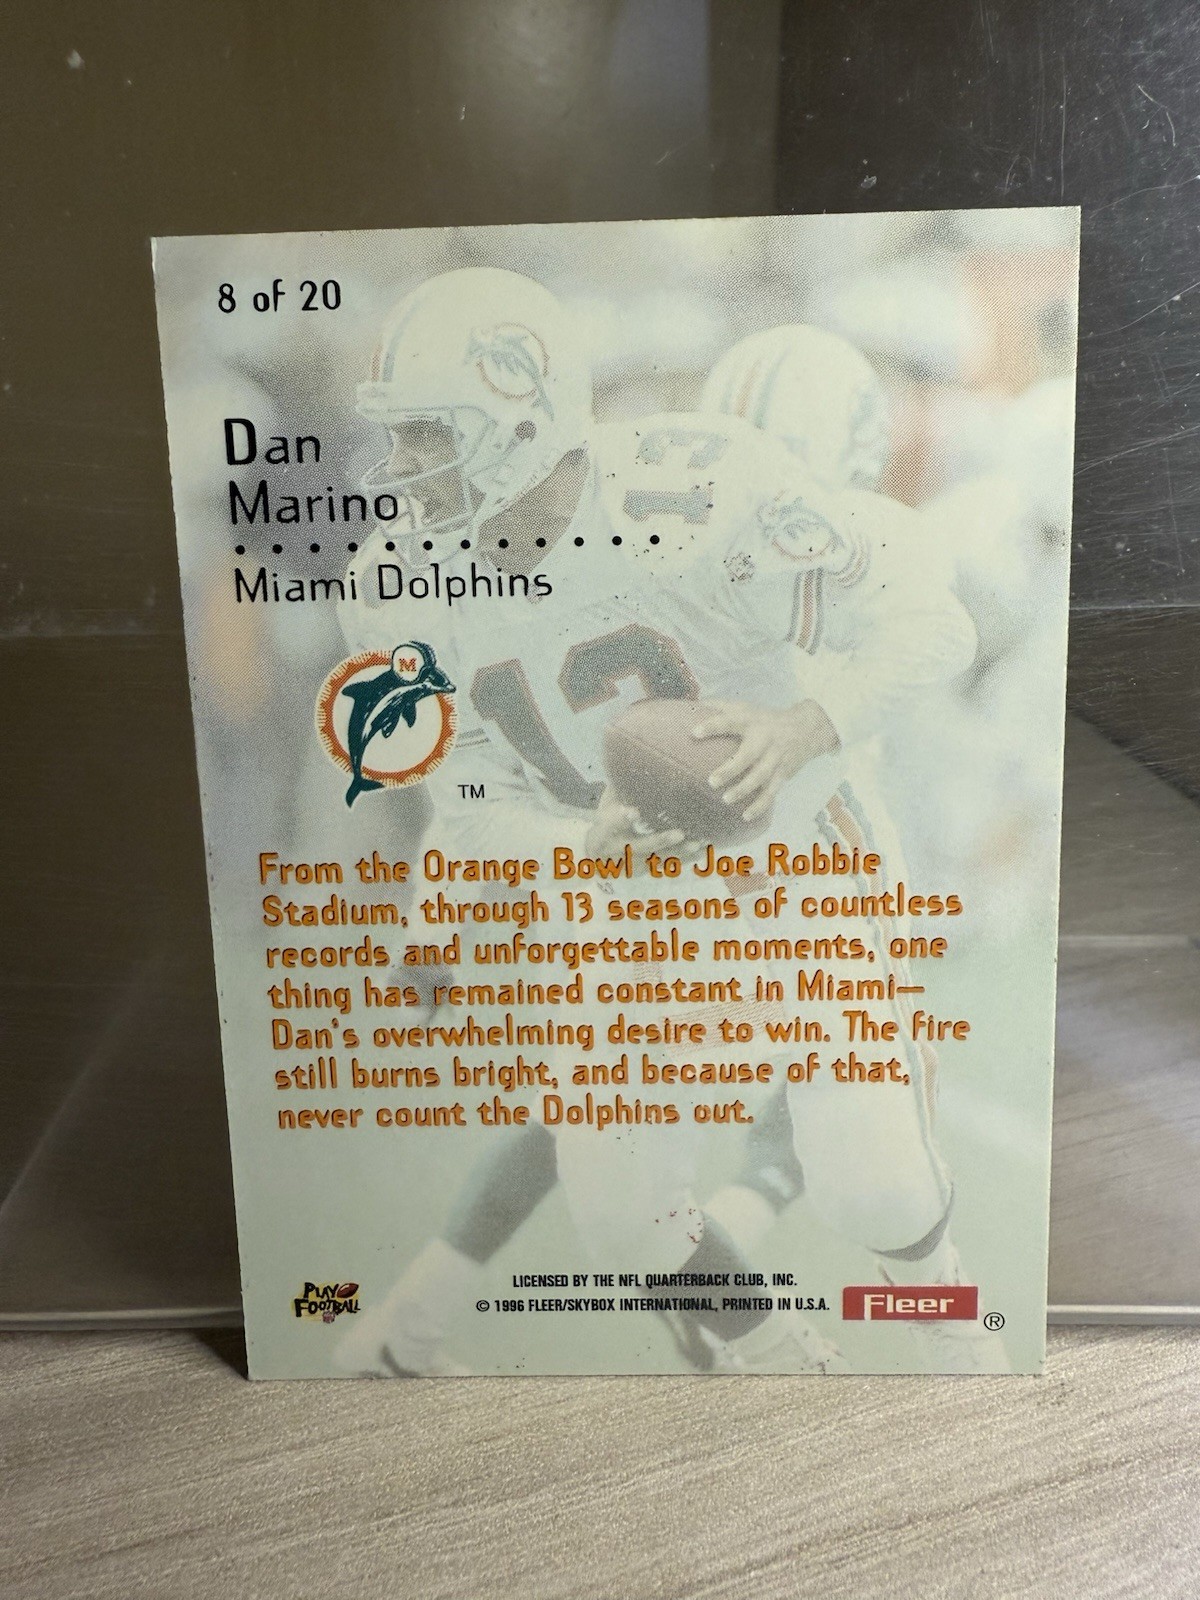 8 of 20
Dan
Marino
Miami Dolphins
M
TM
13
13
From the Orange Bowl to Joe Robbie
Stadium, through 13 seasons of countless
records and unforgettable moments, one
thing has remained constant in Miami—
Dan's overwhelming desire to win. The fire
still burns bright, and because of that,
never count the Dolphins out.
PLAY
FOOTBALL
LICENSED BY THE NFL QUARTERBACK CLUB, INC.
© 1996 FLEER/SKYBOX INTERNATIONAL, PRINTED IN U.S.A.
Fleer
®